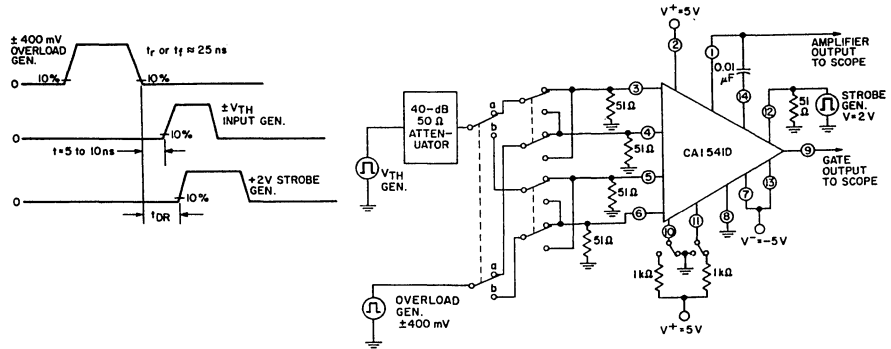 ± 400 mV
OVERLOAD
GEN.
tr or tf ≈ 25 ns
10%
10%
0
±VTH
INPUT GEN.
10%
0
t=5 to 10ns
+2V STROBE
GEN.
10%
0
tDR
40-dB
50 Ω
ATTEN-
UATOR
VTH
GEN.
OVERLOAD
GEN.
±400 mV
a
b
a
b
51Ω
51Ω
51Ω
51Ω
3
4
5
6
V+=5V
2
1
0.01
μF
14
AMPLIFIER
OUTPUT
TO SCOPE
12
51
Ω
STROBE
GEN.
V=2V
CA1541D
9
GATE
OUTPUT
TO SCOPE
10
11
8
7
13
V-=-5V
1kΩ
1kΩ
V+=5V